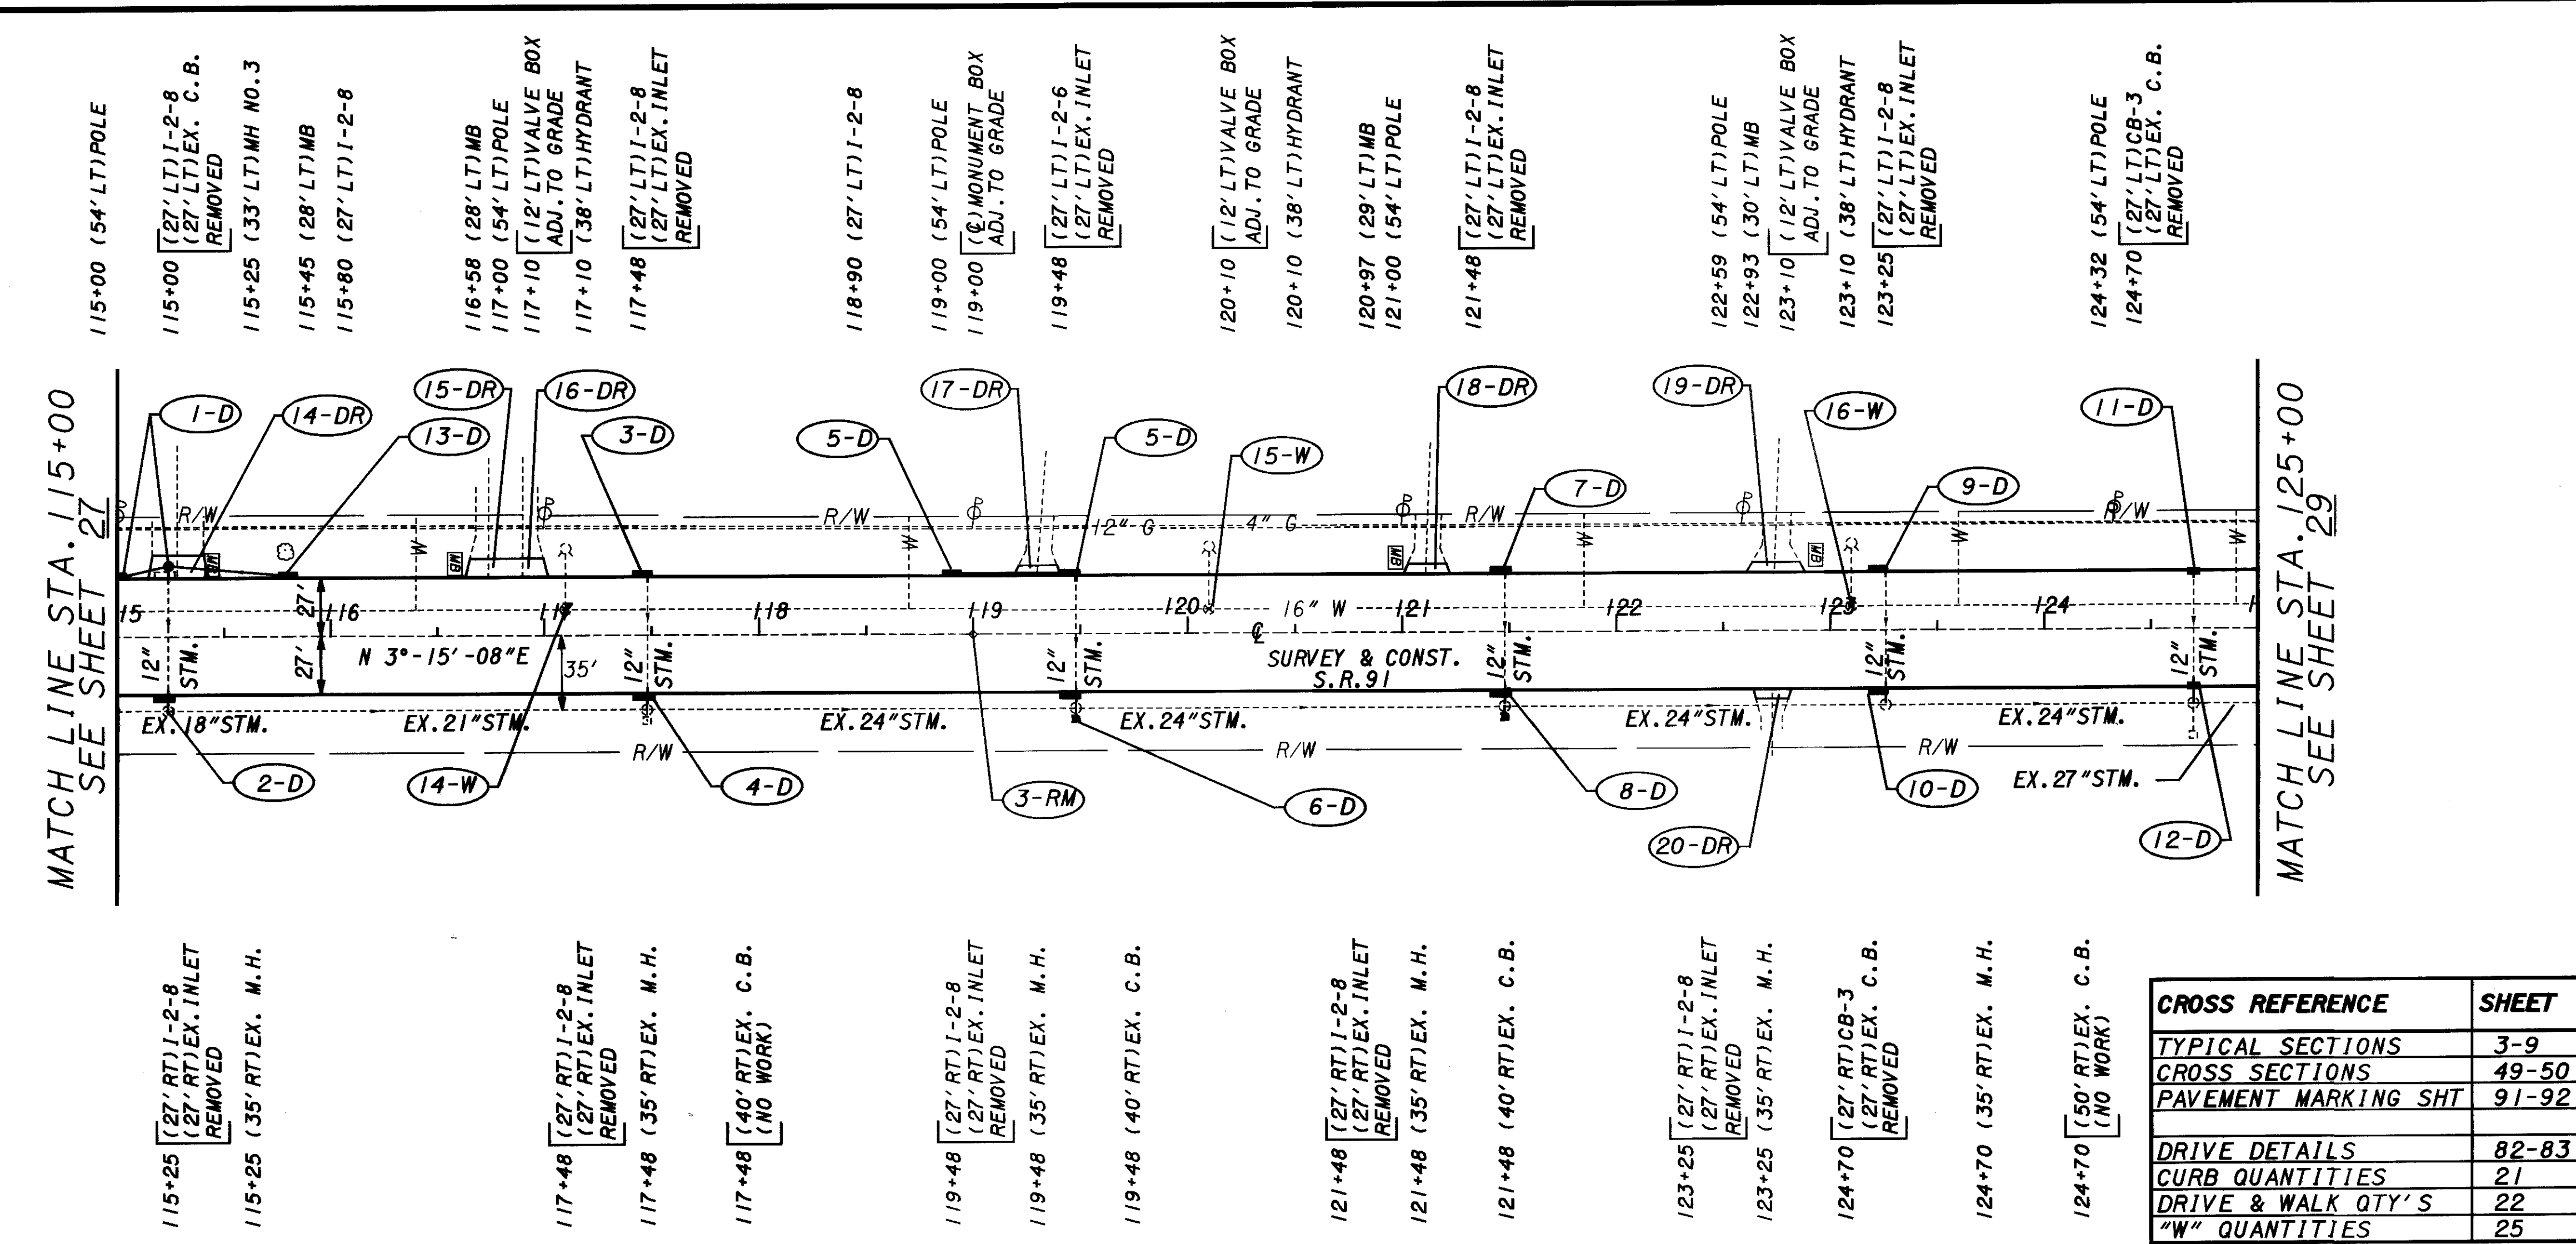 115+00 (54' LT)POLE
115+00 (27' LT)I-2-8
(27' LT)EX. C.B.
REMOVED
115+25 (33' LT)MH NO.3
115+45 (28' LT)MB
115+80 (27' LT)I-2-8
116+58 (28' LT)MB
117+00 (54' LT)POLE
117+10 (12' LT)VALVE BOX
ADJ. TO GRADE
117+10 (38' LT)HYDRANT
117+48 (27' LT)I-2-8
(27' LT)EX. INLET
REMOVED
118+90 (27' LT)I-2-8
119+00 (54' LT)POLE
119+00 (℄)MONUMENT BOX
ADJ. TO GRADE
119+48 (27' LT)I-2-6
(27' LT)EX. INLET
REMOVED
120+10 (12' LT)VALVE BOX
ADJ. TO GRADE
120+10 (38' LT)HYDRANT
120+97 (29' LT)MB
121+00 (54' LT)POLE
121+48 (27' LT)I-2-8
(27' LT)EX. INLET
REMOVED
122+59 (54' LT)POLE
122+93 (30' LT)MB
123+10 (12' LT)VALVE BOX
ADJ. TO GRADE
123+10 (38' LT)HYDRANT
123+25 (27' LT)I-2-8
(27' LT)EX. INLET
REMOVED
124+32 (54' LT)POLE
124+70 (27' LT)CB-3
(27' LT)EX. C.B.
REMOVED
MATCH LINE STA. 115+00
SEE SHEET 27
1-D
14-DR
13-D
15-DR
16-DR
3-D
5-D
17-DR
5-D
15-W
18-DR
7-D
19-DR
16-W
9-D
11-D
R/W
R/W
R/W
R/W
12" G
4" G
W
W
W
W
W
MB
MB
MB
MB
15
116
117
118
119
120
16" W
121
122
123
124
1
27'
27'
35'
N 3°-15'-08"E
℄
SURVEY & CONST.
S.R.91
12"
STM.
12"
STM.
12"
STM.
12"
STM.
12"
STM.
12"
STM.
EX. 18"STM.
EX. 21"STM.
EX. 24"STM.
EX. 24"STM.
EX. 24"STM.
EX. 24"STM.
EX. 27"STM.
R/W
R/W
R/W
2-D
14-W
4-D
3-RM
6-D
8-D
20-DR
10-D
12-D
MATCH LINE STA. 125+00
SEE SHEET 29
115+25 (27' RT)I-2-8
(27' RT)EX. INLET
REMOVED
115+25 (35' RT)EX. M.H.
117+48 (27' RT)I-2-8
(27' RT)EX. INLET
REMOVED
117+48 (35' RT)EX. M.H.
117+48 (40' RT)EX. C.B.
(NO WORK)
119+48 (27' RT)I-2-8
(27' RT)EX. INLET
REMOVED
119+48 (35' RT)EX. M.H.
119+48 (40' RT)EX. C.B.
121+48 (27' RT)I-2-8
(27' RT)EX. INLET
REMOVED
121+48 (35' RT)EX. M.H.
121+48 (40' RT)EX. C.B.
123+25 (27' RT)I-2-8
(27' RT)EX. INLET
REMOVED
123+25 (35' RT)EX. M.H.
124+70 (27' RT)CB-3
(27' RT)EX. C.B.
REMOVED
124+70 (35' RT)EX. M.H.
124+70 (50' RT)EX. C.B.
(NO WORK)
CROSS REFERENCE SHEET
TYPICAL SECTIONS 3-9
CROSS SECTIONS 49-50
PAVEMENT MARKING SHT 91-92
DRIVE DETAILS 82-83
CURB QUANTITIES 21
DRIVE & WALK QTY'S 22
"W" QUANTITIES 25